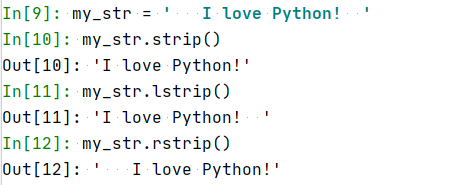 In[9]: my_str = '   I love Python!  '
In[10]: my_str.strip()
Out[10]: 'I love Python!'
In[11]: my_str.lstrip()
Out[11]: 'I love Python!  '
In[12]: my_str.rstrip()
Out[12]: '   I love Python!'